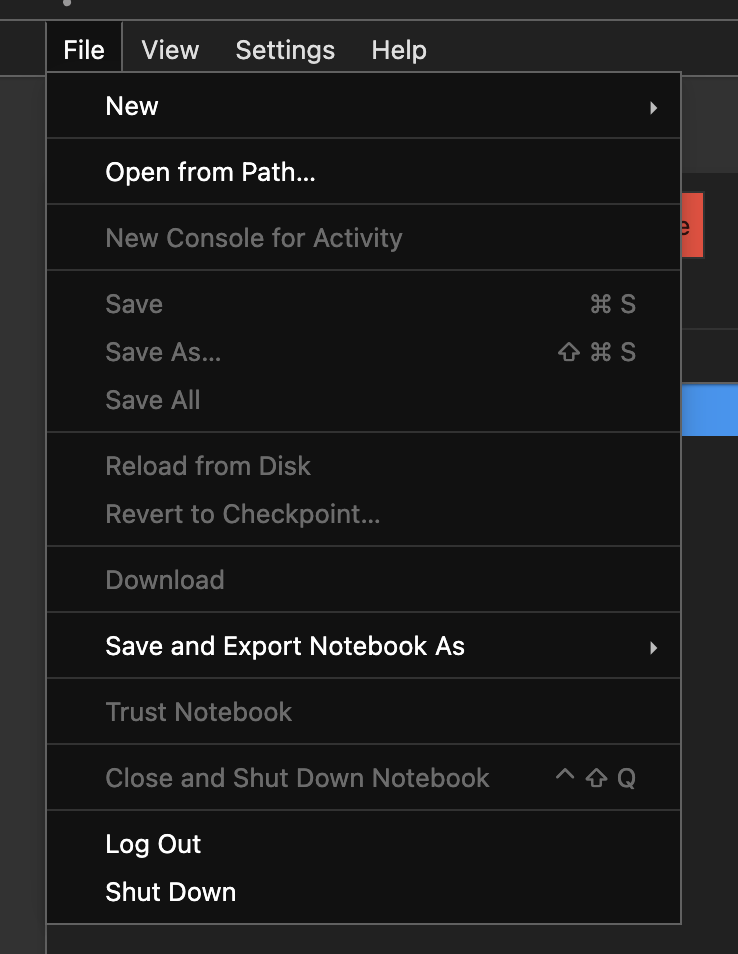 File View Settings Help
New
Open from Path...
New Console for Activity
Save ⌘ S
Save As... ⇧ ⌘ S
Save All
Reload from Disk
Revert to Checkpoint...
Download
Save and Export Notebook As
Trust Notebook
Close and Shut Down Notebook ^ ⇧ Q
Log Out
Shut Down